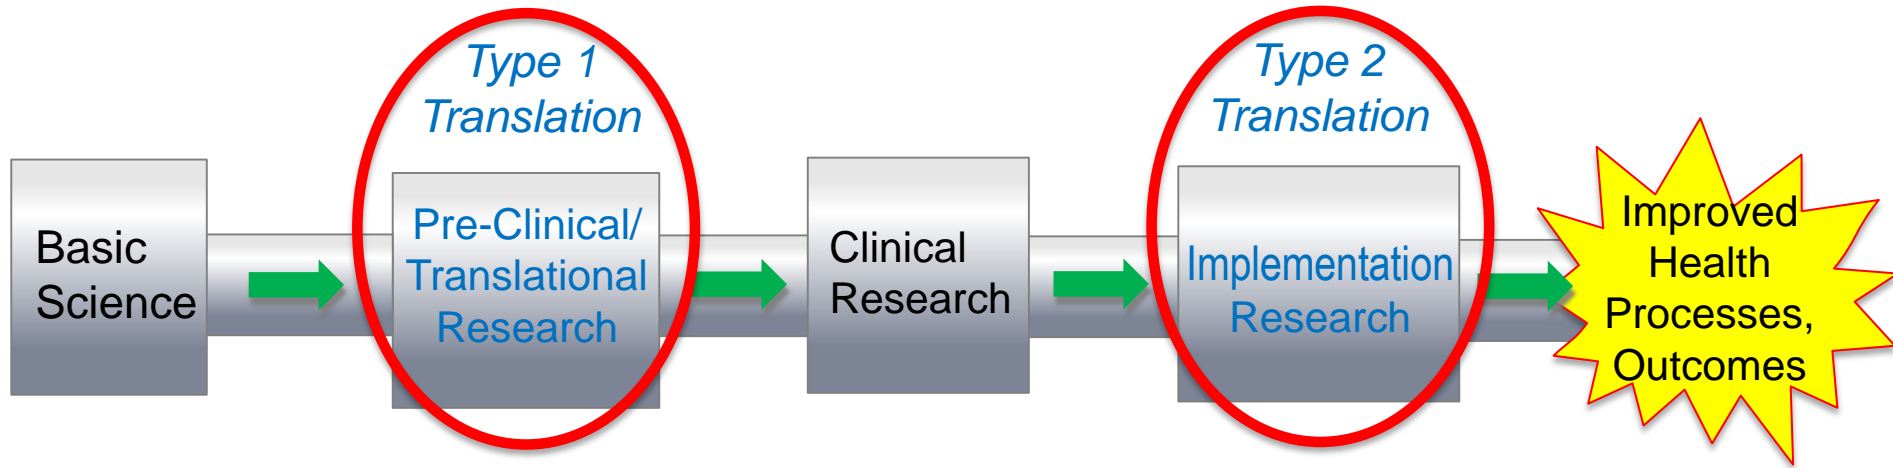 Basic
Science
Type 1
Translation
Pre-Clinical/
Translational
Research
Clinical
Research
Type 2
Translation
Implementation
Research
Improved
Health
Processes,
Outcomes